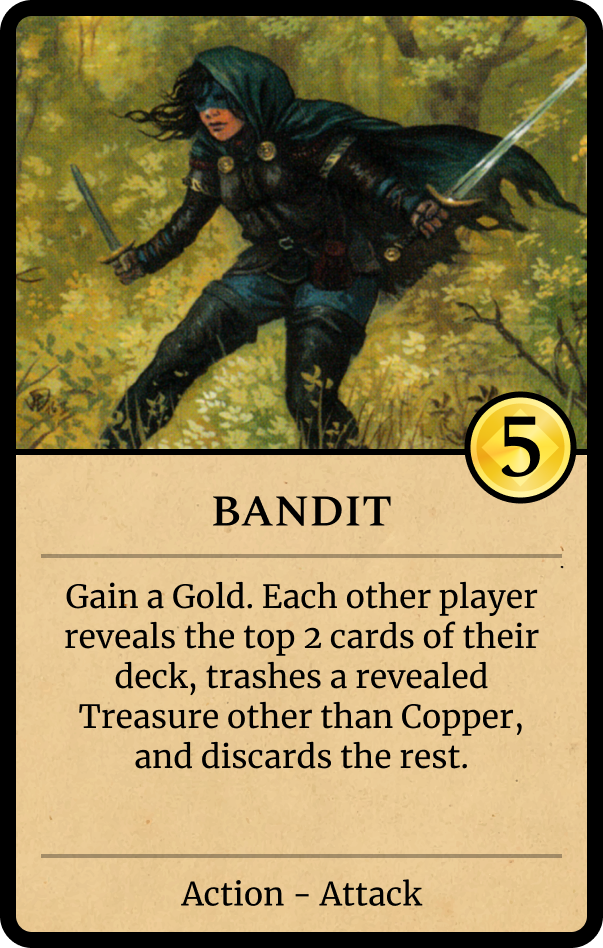 5
BANDIT
Gain a Gold. Each other player
reveals the top 2 cards of their
deck, trashes a revealed
Treasure other than Copper,
and discards the rest.
Action - Attack